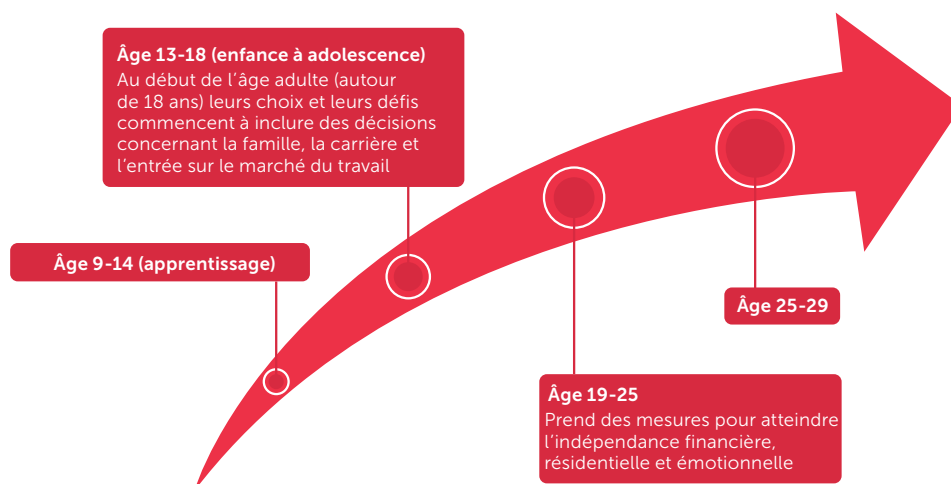 Âge 13-18 (enfance à adolescence)
Au début de l’âge adulte (autour
de 18 ans) leurs choix et leurs défis
commencent à inclure des décisions
concernant la famille, la carrière et
l’entrée sur le marché du travail
Âge 9-14 (apprentissage)
Âge 25-29
Âge 19-25
Prend des mesures pour atteindre
l’indépendance financière,
résidentielle et émotionnelle